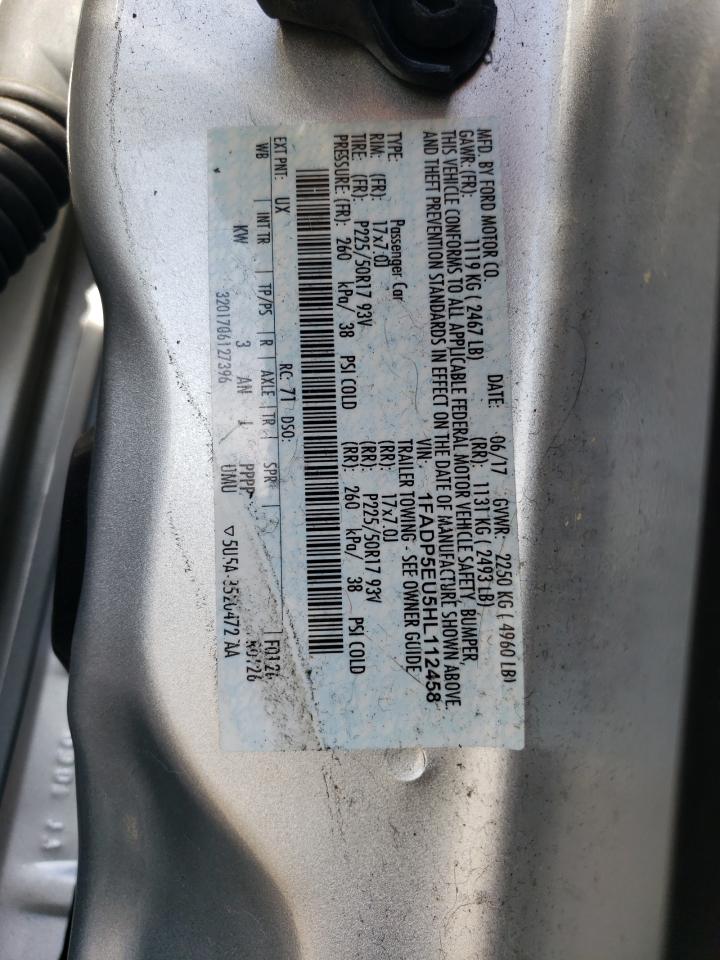 MFD. BY FORD MOTOR CO.
DATE: 06/17 GVWR: 2250 KG ( 4960 LB)
GAWR: (FR): 1119 KG ( 2467 LB) (RR): 1131 KG ( 2493 LB)
THIS VEHICLE CONFORMS TO ALL APPLICABLE FEDERAL MOTOR VEHICLE SAFETY, BUMPER,
AND THEFT PREVENTION STANDARDS IN EFFECT ON THE DATE OF MANUFACTURE SHOWN ABOVE.
VIN: 1FADP5EU5HL112458
TYPE: Passenger Car TRAILER TOWING - SEE OWNER GUIDE
RIM: (FR): 17x7.0J (RR): 17x7.0J
TIRE: (FR): P225/50R17 93V (RR): P225/50R17 93V
PRESSURE: (FR): 260 kPa/ 38 PSI COLD (RR): 260 kPa/ 38 PSI COLD
EXT PNT: UX RC: 71 DSO: F0126
WB INT TR TP/PS R AXLE TR SPR
KW 3 AN PPPP
3201706127396 UMU